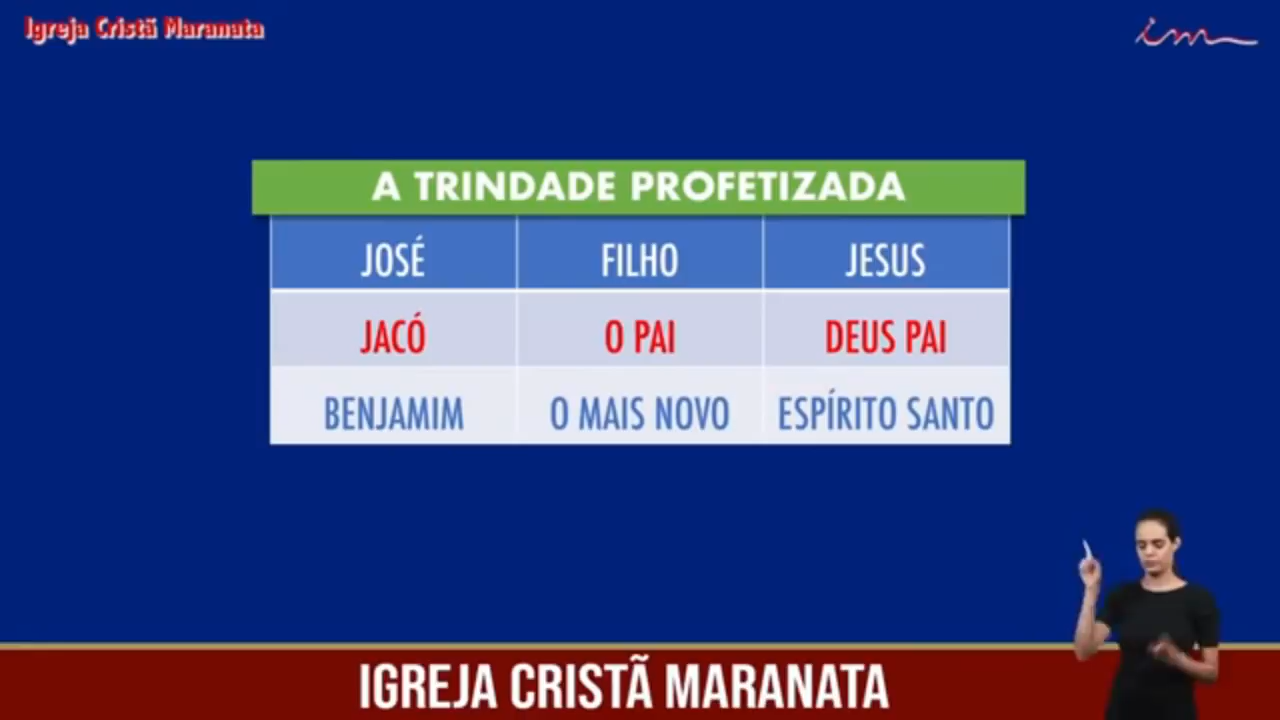 Igreja Cristã Maranata
im
A TRINDADE PROFETIZADA
JOSÉ FILHO JESUS
JACÓ O PAI DEUS PAI
BENJAMIM O MAIS NOVO ESPÍRITO SANTO
IGREJA CRISTÃ MARANATA